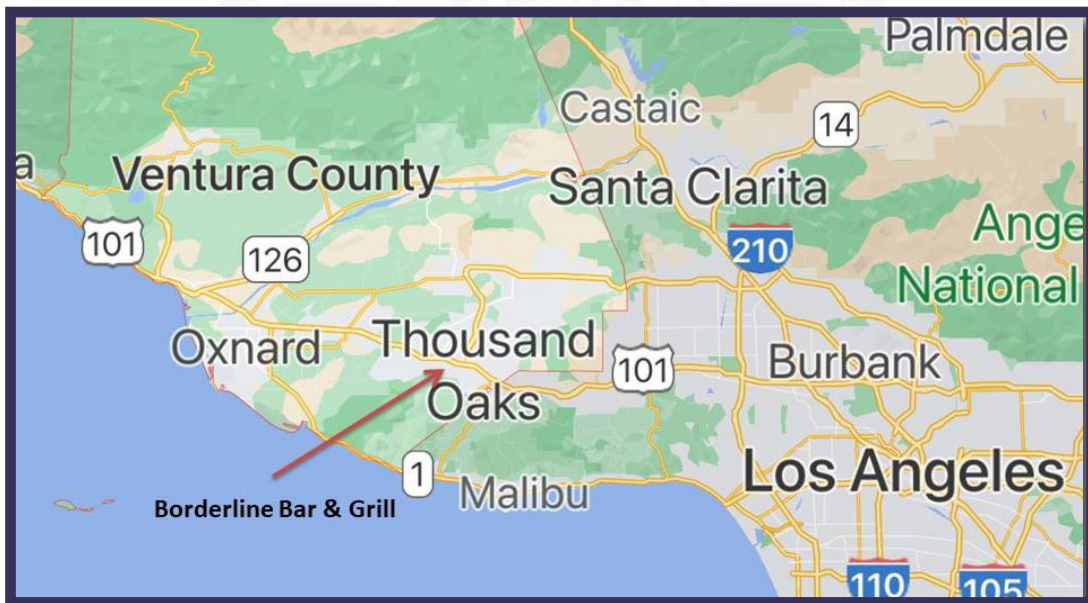 Palmdale
Castaic
14
a
Ventura County
Santa Clarita
101
126
210
Ange
National
Oxnard
Thousand
Oaks
101
Burbank
1
Malibu
Los Angeles
Borderline Bar & Grill
110
105